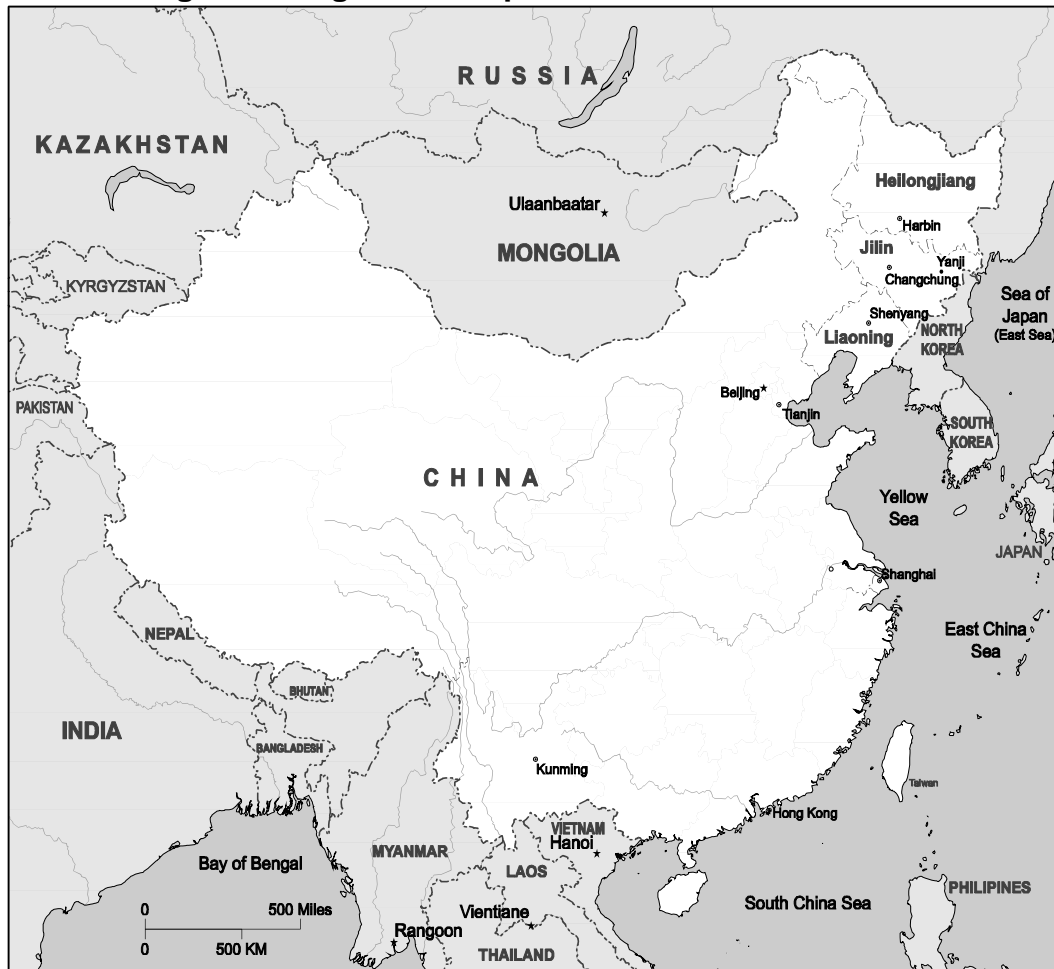 RUSSIA
KAZAKHSTAN
Heilongjiang
Ulaanbaatar
Harbin
MONGOLIA
Jilin
Yanji
KYRGYZSTAN
Changchung
Sea of
Japan
(East Sea)
Shenyang
Liaoning
NORTH
KOREA
Beijing
PAKISTAN
Tianjin
SOUTH
KOREA
CHINA
Yellow
Sea
JAPAN
Shanghai
NEPAL
East China
Sea
BHUTAN
INDIA
BANGLADESH
Kunming
Taiwan
Hong Kong
VIETNAM
Hanoi
MYANMAR
Bay of Bengal
LAOS
PHILIPINES
South China Sea
0
500 Miles
Vientiane
Rangoon
0
500 KM
THAILAND